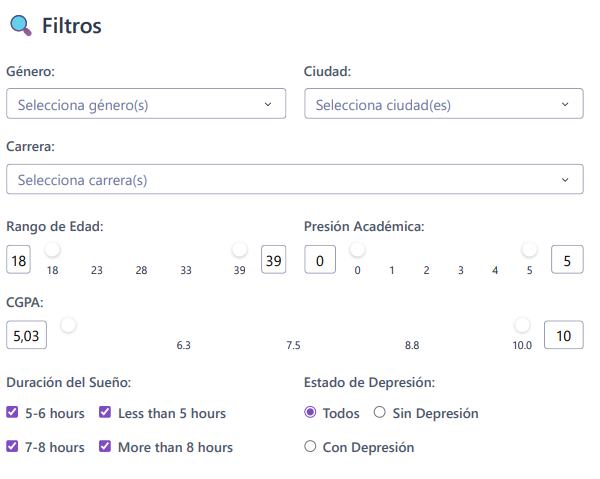 Filtros
Género: Ciudad:
Selecciona género(s) Selecciona ciudad(es)
Carrera:
Selecciona carrera(s)
Rango de Edad: Presión Académica:
18 39 0 5
18 23 28 33 39 0 1 2 3 4 5
CGPA:
5,03 10
6.3 7.5 8.8 10.0
Duración del Sueño: Estado de Depresión:
5-6 hours Less than 5 hours Todos Sin Depresión
7-8 hours More than 8 hours Con Depresión